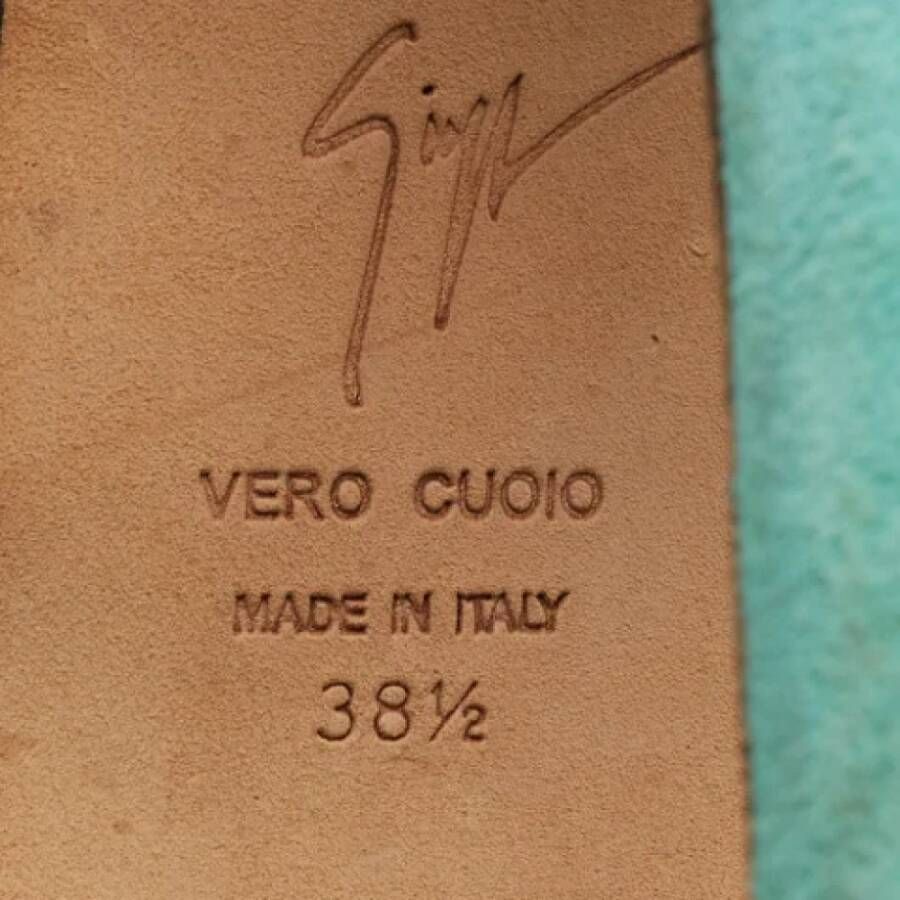 VERO CUOIO
MADE IN ITALY
38½